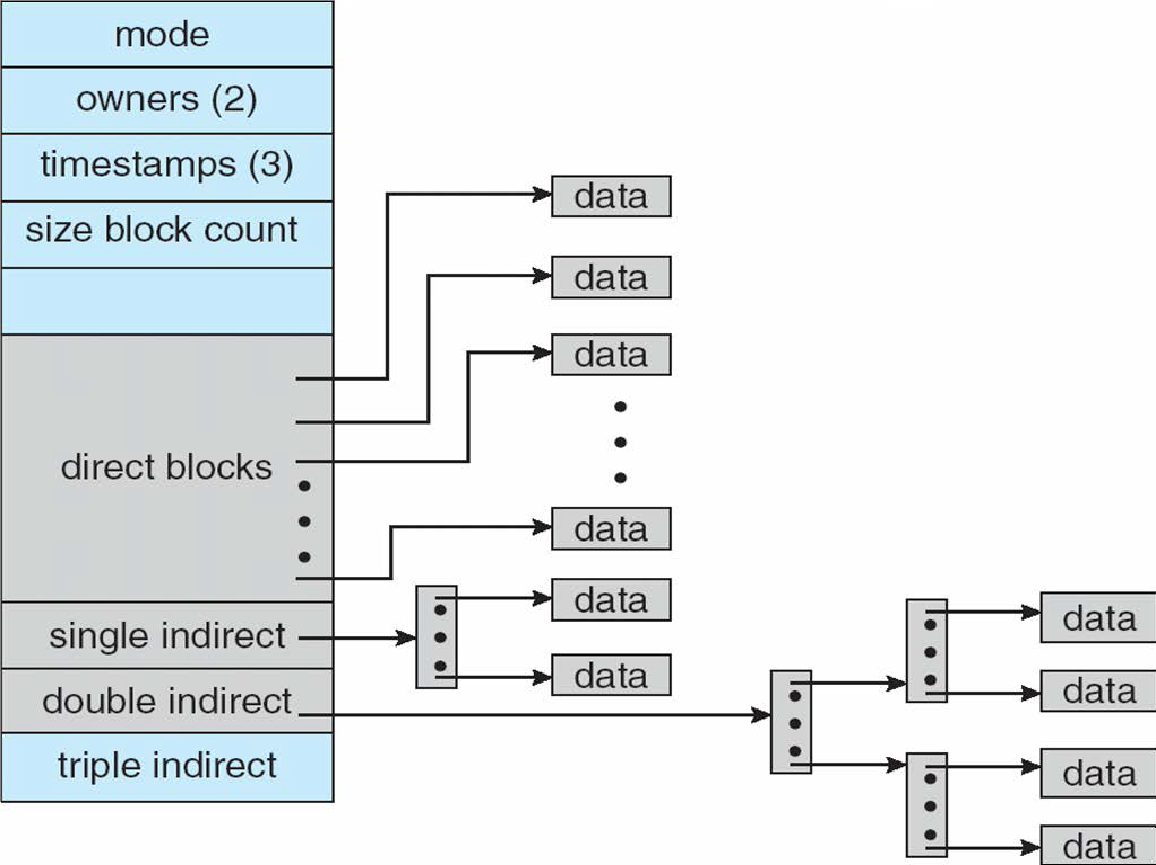 mode
owners (2)
timestamps (3)
size block count
direct blocks
single indirect
double indirect
triple indirect
data
data
data
data
data
data
data
data
data
data